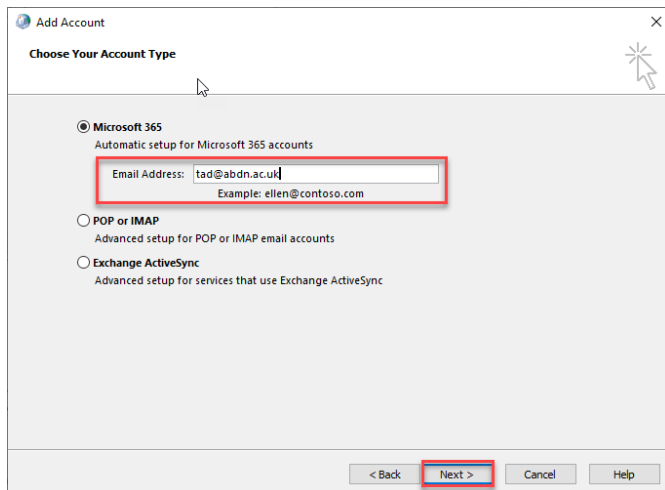 Add Account
Choose Your Account Type
Microsoft 365
Automatic setup for Microsoft 365 accounts
Email Address: tad@abdn.ac.uk
Example: ellen@contoso.com
POP or IMAP
Advanced setup for POP or IMAP email accounts
Exchange ActiveSync
Advanced setup for services that use Exchange ActiveSync
< Back Next > Cancel Help